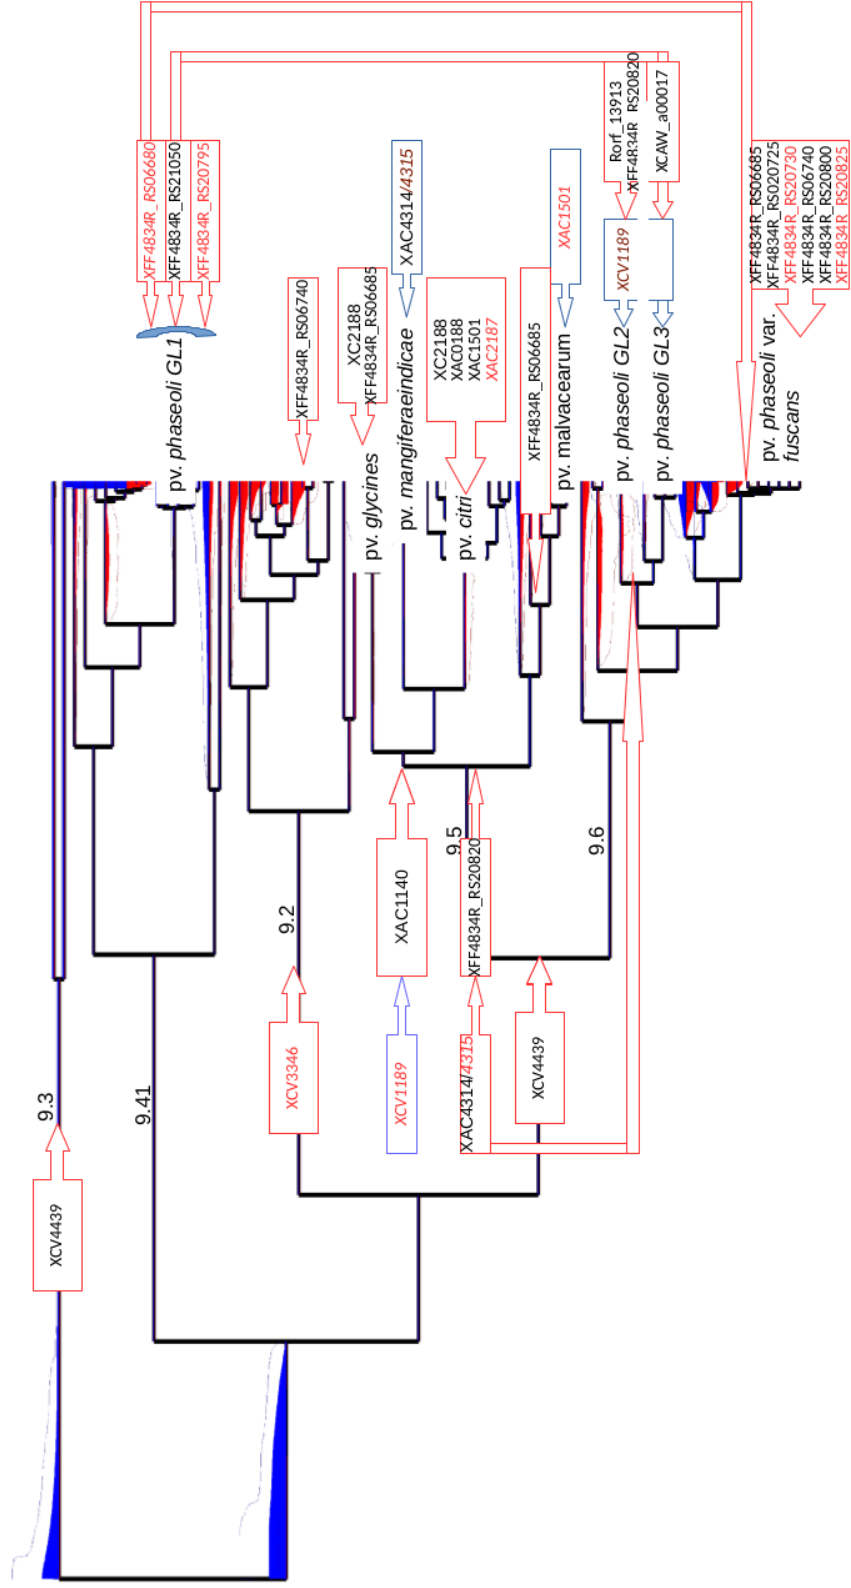 XFF4834R_RS06680
XFF4834R_RS21050
XFF4834R_RS20795
pv. phaseoli GL1
XFF4834R_RS06740
XC2188
XFF4834R_RS06685
pv. glycines
XAC4314/4315
pv. mangiferaeindicae
XC2188
XAC0188
XAC1501
XAC2187
pv. citri
XFF4834R_RS06685
XAC1501
pv. malvacearum
Rorf_13913
XFF4834R_RS20820
XCAW_a00017
XCV1189
pv. phaseoli GL2
pv. phaseoli GL3
XFF4834R_RS06685
XFF4834R_RS020725
XFF4834R_RS20730
XFF4834R_RS06740
XFF4834R_RS20800
XFF4834R_RS20825
pv. phaseoli var.
fuscans
9.3
XCV4439
9.41
9.2
XCV3346
XAC1140
XCV1189
9.5
XFF4834R_RS20820
XAC4314/4315
XCV4439
9.6